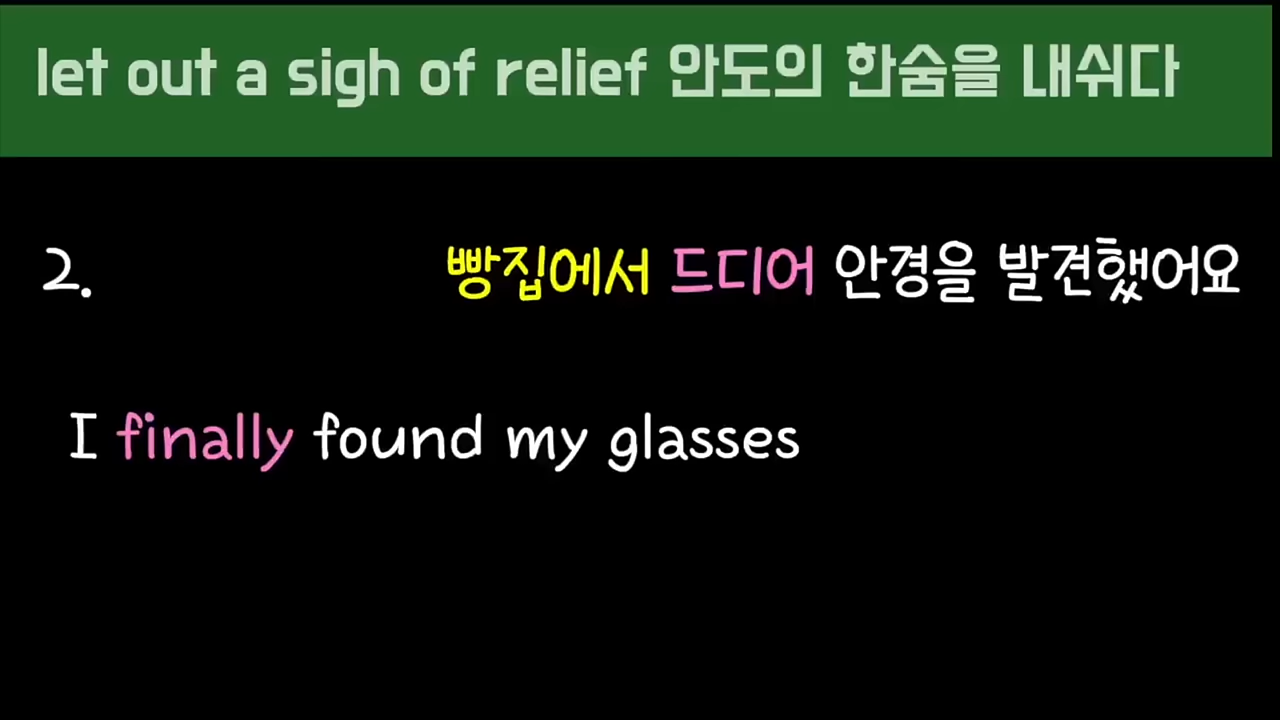 let out a sigh of relief 안도의 한숨을 내쉬다
2. 빵집에서 드디어 안경을 발견했어요
I finally found my glasses